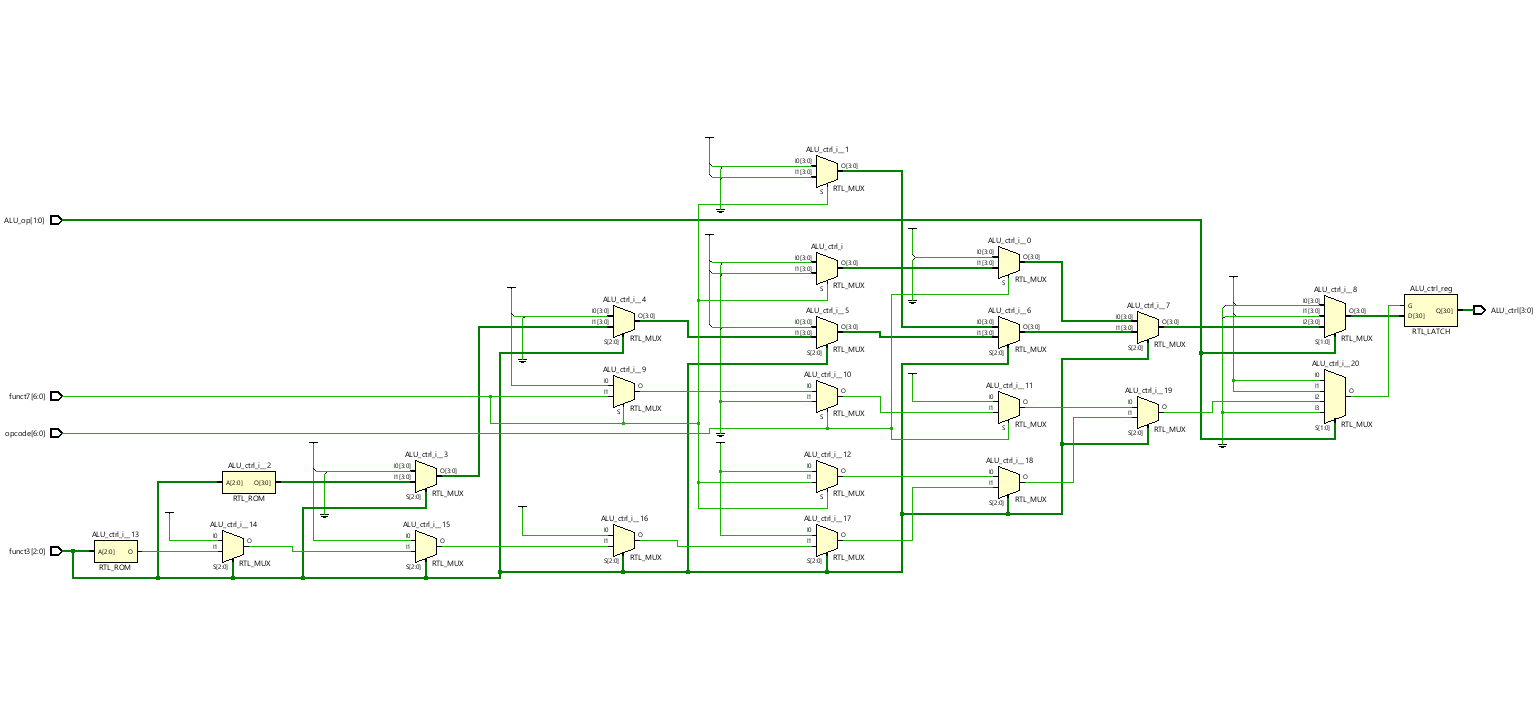 ALU_ctrl_i__1
I0[3:0]
I1[3:0]
O[3:0]
S
RTL_MUX
ALU_op[1:0]
ALU_ctrl_i
I0[3:0]
I1[3:0]
O[3:0]
S
RTL_MUX
ALU_ctrl_i__0
I0[3:0]
I1[3:0]
O[3:0]
S
RTL_MUX
ALU_ctrl_i__4
I0[3:0]
I1[3:0]
O[3:0]
S[2:0]
RTL_MUX
ALU_ctrl_i__5
I0[3:0]
I1[3:0]
O[3:0]
S[2:0]
RTL_MUX
ALU_ctrl_i__6
I0[3:0]
I1[3:0]
O[3:0]
S[2:0]
RTL_MUX
ALU_ctrl_i__7
I0[3:0]
I1[3:0]
O[3:0]
S[2:0]
RTL_MUX
ALU_ctrl_i__8
I0[3:0]
I1[3:0]
I2[3:0]
O[3:0]
S[1:0]
RTL_MUX
ALU_ctrl_reg
G
D[3:0]
Q[3:0]
RTL_LATCH
ALU_ctrl[3:0]
funct7[6:0]
ALU_ctrl_i__9
I0
I1
O
S
RTL_MUX
ALU_ctrl_i__10
I0
I1
O
S
RTL_MUX
ALU_ctrl_i__11
I0
I1
O
S
RTL_MUX
ALU_ctrl_i__19
I0
I1
O
S[2:0]
RTL_MUX
ALU_ctrl_i__20
I0
I1
I2
I3
O
S[1:0]
RTL_MUX
opcode[6:0]
ALU_ctrl_i__2
A[2:0]
O[3:0]
RTL_ROM
ALU_ctrl_i__3
I0[3:0]
I1[3:0]
O[3:0]
S[2:0]
RTL_MUX
ALU_ctrl_i__12
I0
I1
O
S
RTL_MUX
ALU_ctrl_i__18
I0
I1
O
S[2:0]
RTL_MUX
funct3[2:0]
ALU_ctrl_i__13
A[2:0]
O
RTL_ROM
ALU_ctrl_i__14
I0
I1
O
S[2:0]
RTL_MUX
ALU_ctrl_i__15
I0
I1
O
S[2:0]
RTL_MUX
ALU_ctrl_i__16
I0
I1
O
S[2:0]
RTL_MUX
ALU_ctrl_i__17
I0
I1
O
S[2:0]
RTL_MUX